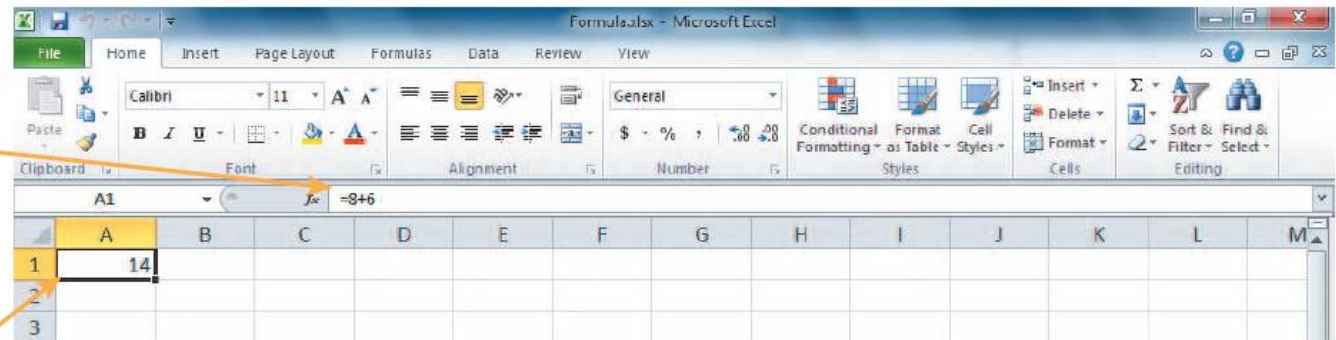 Formula.xlsx - Microsoft Excel
File Home Insert Page Layout Formulas Data Review View
Calibri 11 A A General Conditional Formatting Format as Table Cell Styles Insert Σ
Paste B I U A $ % , .00 .00 Delete Sort & Filter Find & Select
Format
Clipboard Font Alignment Number Styles Cells Editing
A1 fx =8+6
A B C D E F G H I J K L M
1 14
2
3